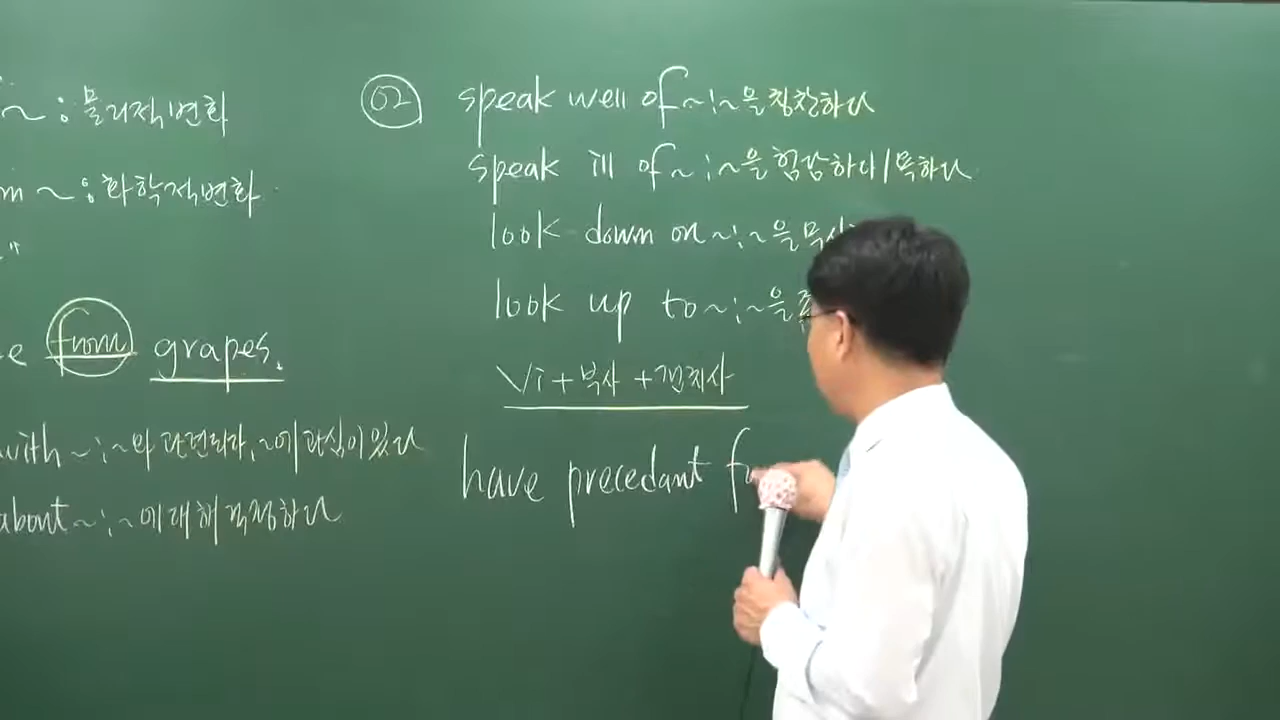 ~ : 물리적변화
m ~ : 화학적변화
"
e from grapes.
with ~ : ~와 관련되다, ~에 관심이 있다
about ~ : ~에 대해 걱정하다
02 speak well of ~ : ~을 칭찬하다
speak ill of ~ : ~을 험담하다/욕하다
look down on ~ : ~을
look up to ~ : ~을
Vi + 부사 + 전치사
have precedant